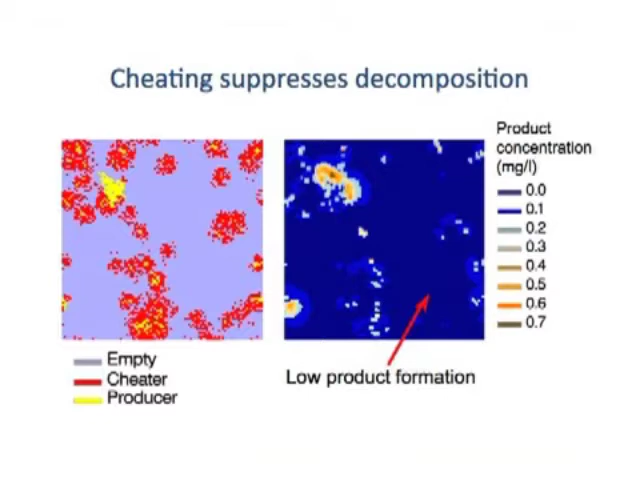 Cheating suppresses decomposition
Product
concentration
(mg/l)
0.0
0.1
0.2
0.3
0.4
0.5
0.6
0.7
Empty
Cheater
Producer
Low product formation